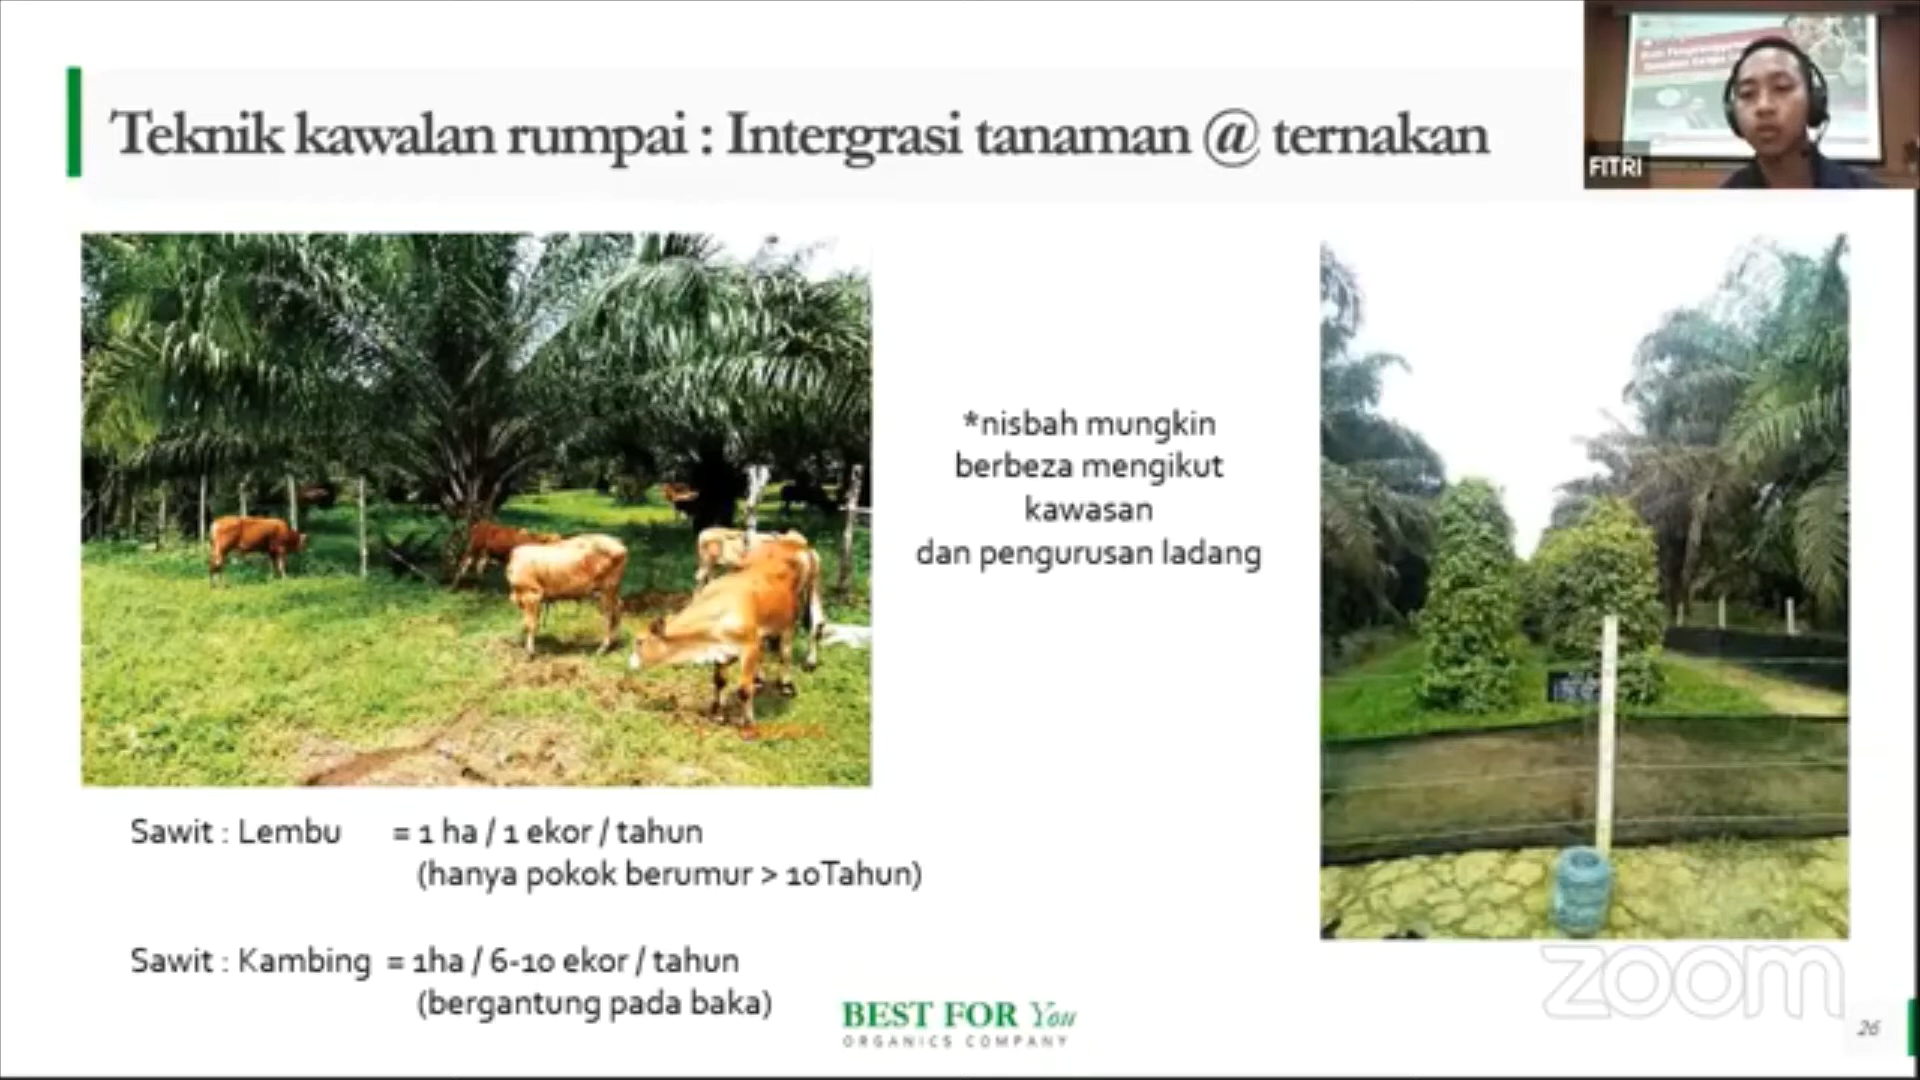 Teknik kawalan rumpai : Intergrasi tanaman @ ternakan
FITRI
*nisbah mungkin
berbeza mengikut
kawasan
dan pengurusan ladang
Sawit : Lembu = 1 ha / 1 ekor / tahun
(hanya pokok berumur > 10Tahun)
Sawit : Kambing = 1ha / 6-10 ekor / tahun
(bergantung pada baka)
BEST FOR You
ORGANICS COMPANY
zoom
26